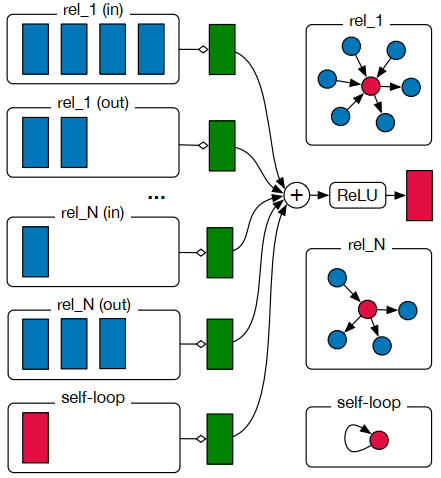 rel_1 (in)
rel_1 (out)
...
rel_N (in)
rel_N (out)
self-loop
+
ReLU
rel_1
rel_N
self-loop